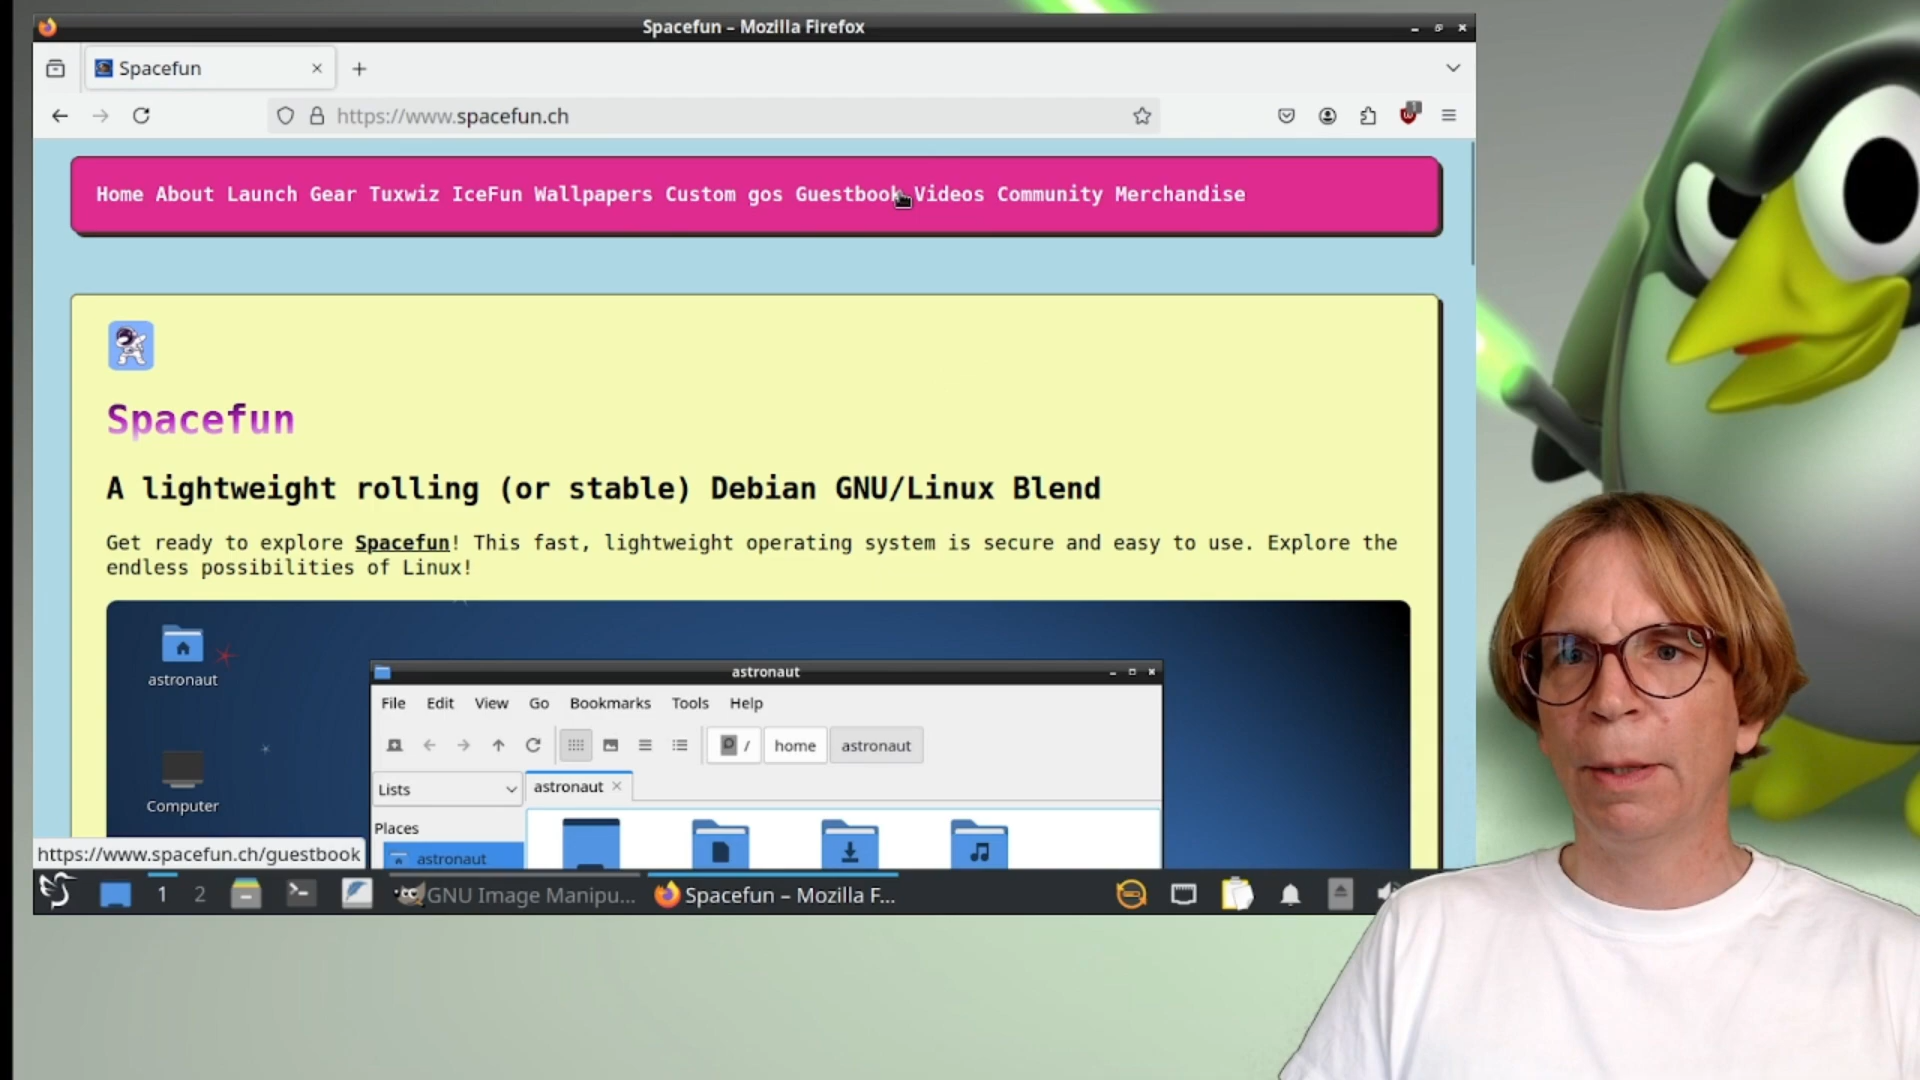 Spacefun – Mozilla Firefox
Spacefun
https://www.spacefun.ch
Home About Launch Gear Tuxwiz IceFun Wallpapers Custom gos Guestbook Videos Community Merchandise
Spacefun
A lightweight rolling (or stable) Debian GNU/Linux Blend
Get ready to explore Spacefun! This fast, lightweight operating system is secure and easy to use. Explore the
endless possibilities of Linux!
astronaut
astronaut
File Edit View Go Bookmarks Tools Help
/ home astronaut
Lists astronaut
Computer
Places
astronaut
https://www.spacefun.ch/guestbook
1 2 GNU Image Manipu... Spacefun – Mozilla F...